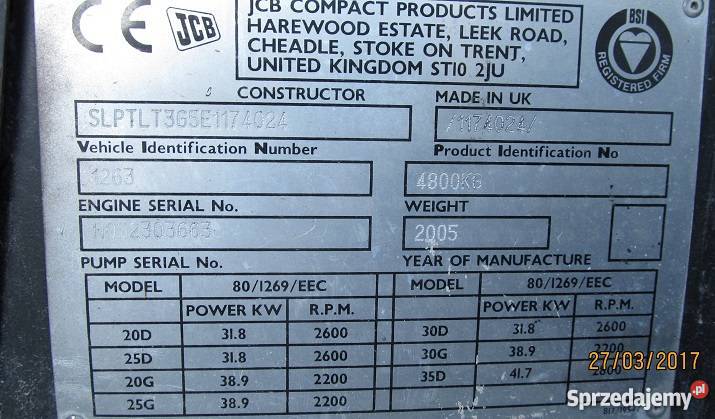 CE JCB
JCB COMPACT PRODUCTS LIMITED
HAREWOOD ESTATE, LEEK ROAD,
CHEADLE, STOKE ON TRENT,
UNITED KINGDOM ST10 2JU
BSI
REGISTERED FIRM
CONSTRUCTOR MADE IN UK
SLPTLT3G5E1174024 /1174024/
Vehicle Identification Number Product Identification No
1263 4800KG
ENGINE SERIAL No. WEIGHT
2303663 2005
PUMP SERIAL No. YEAR OF MANUFACTURE
MODEL 80/1269/EEC MODEL 80/1269/EEC
POWER KW R.P.M. POWER KW R.P.M.
20D 31.8 2600 30D 31.8 2600
25D 31.8 2600 30G 38.9 2200
20G 38.9 2200 35D 41.7 2800
25G 38.9 2200
27/03/2017
Sprzedajemy.pl